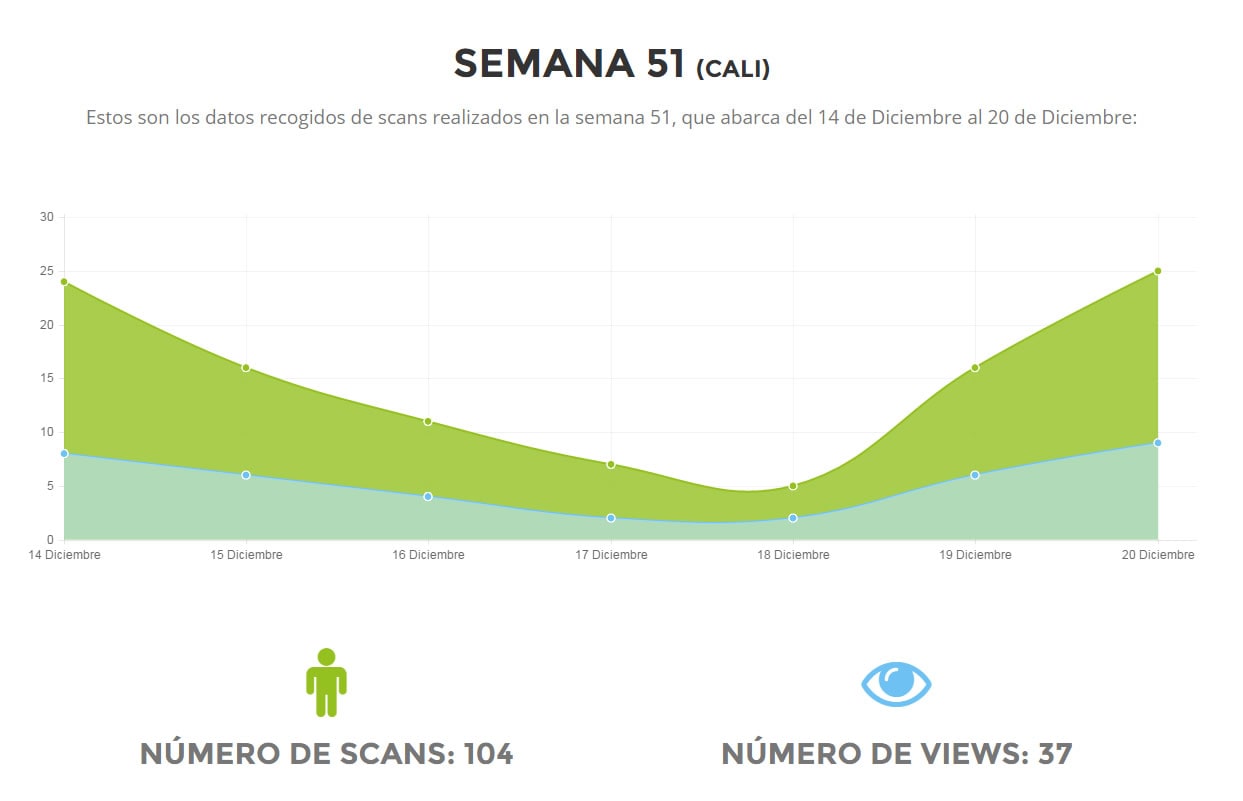 SEMANA 51 (CALI)
Estos son los datos recogidos de scans realizados en la semana 51, que abarca del 14 de Diciembre al 20 de Diciembre:
30
25
20
15
10
5
0
14 Diciembre 15 Diciembre 16 Diciembre 17 Diciembre 18 Diciembre 19 Diciembre 20 Diciembre
NÚMERO DE SCANS: 104 NÚMERO DE VIEWS: 37